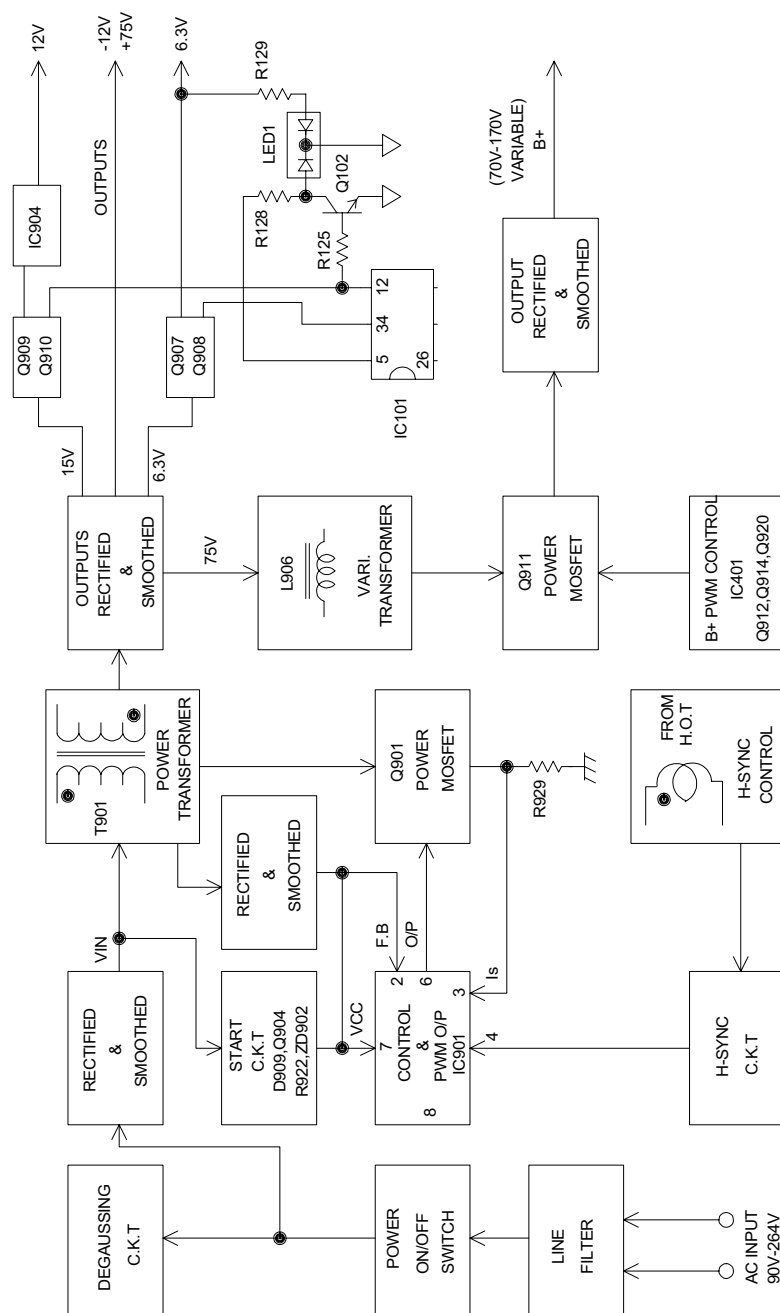 DEGAUSSING
C.K.T
POWER
ON/OFF
SWITCH
LINE
FILTER
AC INPUT
90V-264V
RECTIFIED
&
SMOOTHED
VIN
START
C.K.T
D909,Q904
R922,ZD902
VCC
7
CONTROL
&
PWM O/P
IC901
8
2
6
3
4
F.B
O/P
Is
H-SYNC
C.K.T
T901
POWER
TRANSFORMER
RECTIFIED
&
SMOOTHED
Q901
POWER
MOSFET
R929
FROM
H.O.T
H-SYNC
CONTROL
OUTPUTS
RECTIFIED
&
SMOOTHED
15V
6.3V
75V
L906
VARI.
TRANSFORMER
Q911
POWER
MOSFET
B+ PWM CONTROL
IC401
Q912,Q914,Q920
Q909
Q910
IC904
12V
OUTPUTS
-12V
+75V
Q907
Q908
6.3V
R129
LED1
R128
Q102
R125
5
34
12
26
IC101
OUTPUT
RECTIFIED
&
SMOOTHED
(70V-170V
VARIABLE)
B+